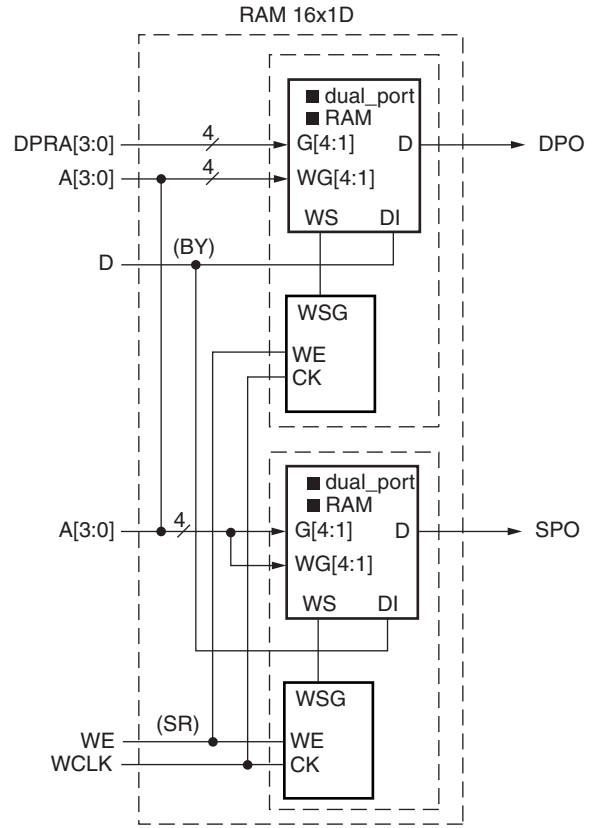 RAM 16x1D
dual_port
RAM
DPRA[3:0]
4
G[4:1]
D
DPO
A[3:0]
4
WG[4:1]
WS
DI
D
(BY)
WSG
WE
CK
dual_port
RAM
A[3:0]
4
G[4:1]
D
SPO
WG[4:1]
WS
DI
WSG
WE
(SR)
WE
WCLK
CK